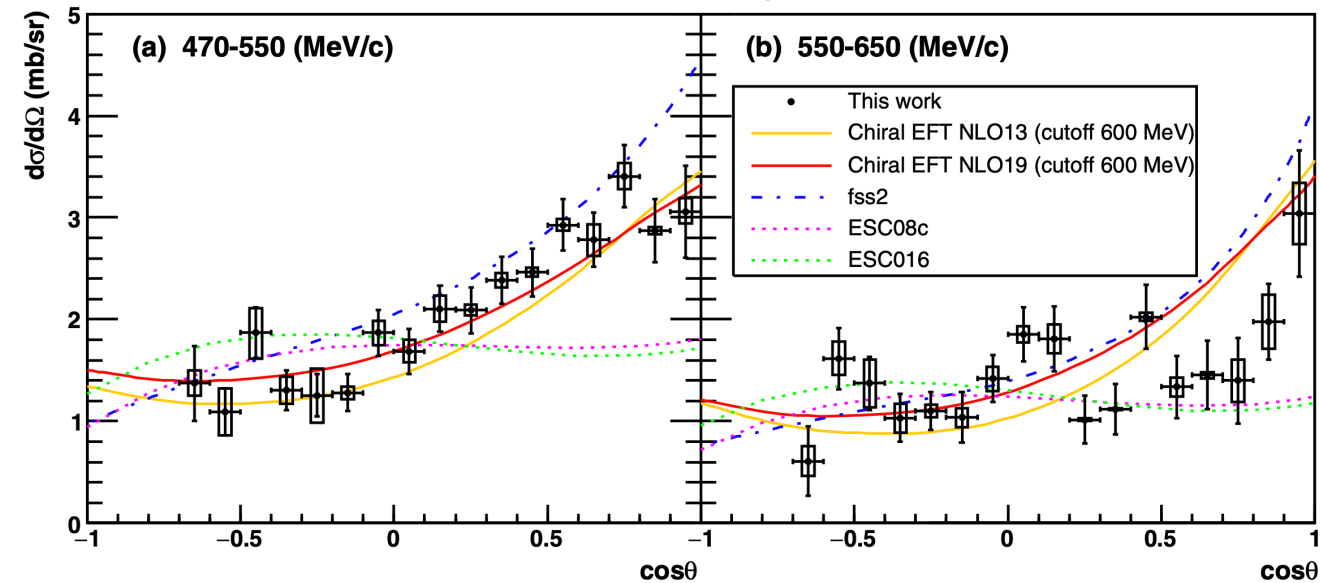 dσ/dΩ (mb/sr)
5
4
3
2
1
0
(a) 470-550 (MeV/c)
(b) 550-650 (MeV/c)
This work
Chiral EFT NLO13 (cutoff 600 MeV)
Chiral EFT NLO19 (cutoff 600 MeV)
fss2
ESC08c
ESC016
−1 −0.5 0 0.5 −1 −0.5 0 0.5 1
cosθ cosθ